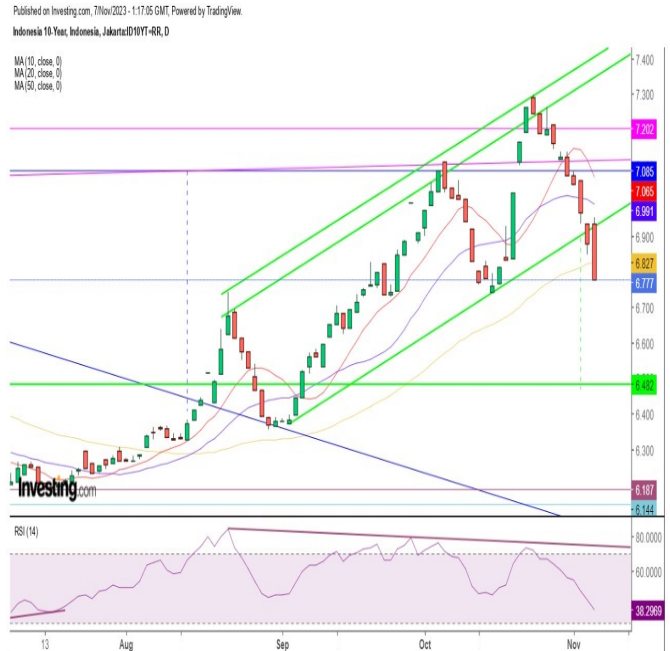 Published on Investing.com, 7/Nov/2023 - 1:17:05 GMT, Powered by TradingView.
Indonesia 10-Year, Indonesia, Jakarta:ID10YT=RR, D
MA (10, close, 0)
MA (20, close, 0)
MA (50, close, 0)
7.400
7.300
7.202
7.085
7.065
6.991
6.900
6.827
6.777
6.700
6.600
6.482
6.400
6.300
6.187
6.144
Investing.com
RSI (14)
80.0000
60.0000
38.2969
13
Aug
Sep
Oct
Nov